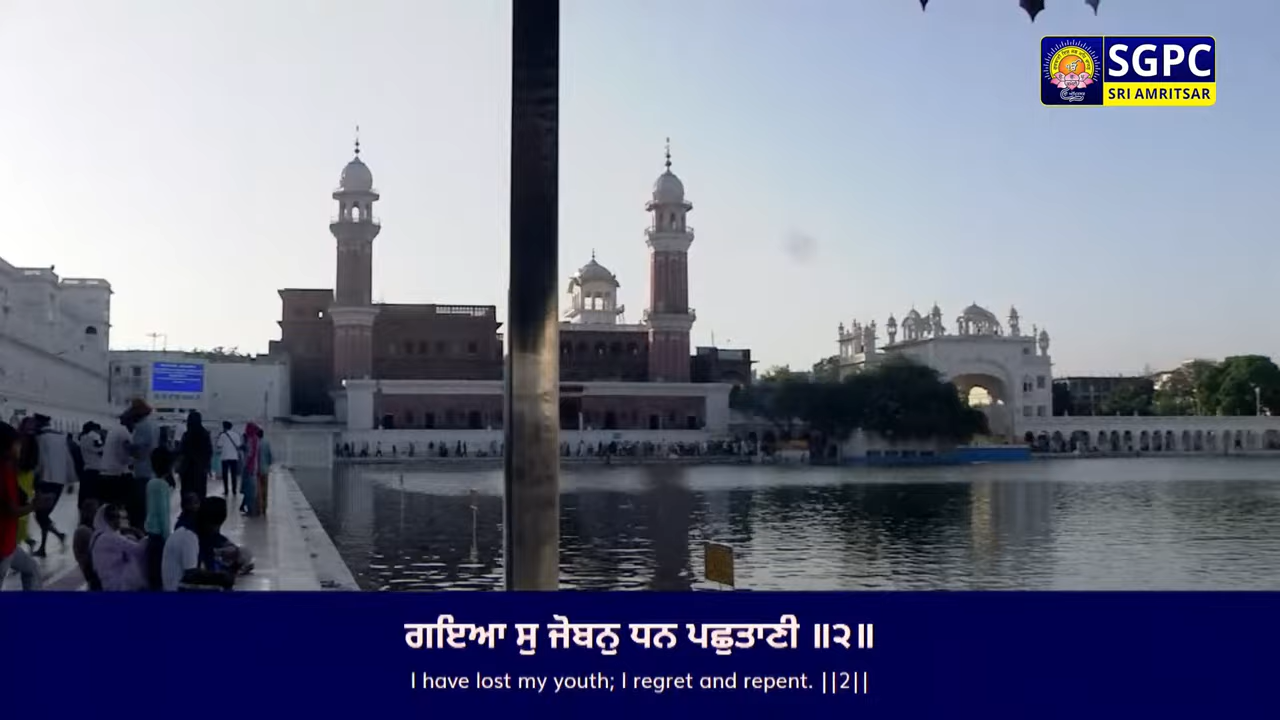 SGPC
SRI AMRITSAR
ਗਇਆ ਸੁ ਜੋਬਨੁ ਧਨ ਪਛੁਤਾਣੀ ॥੨॥
I have lost my youth; I regret and repent. ||2||